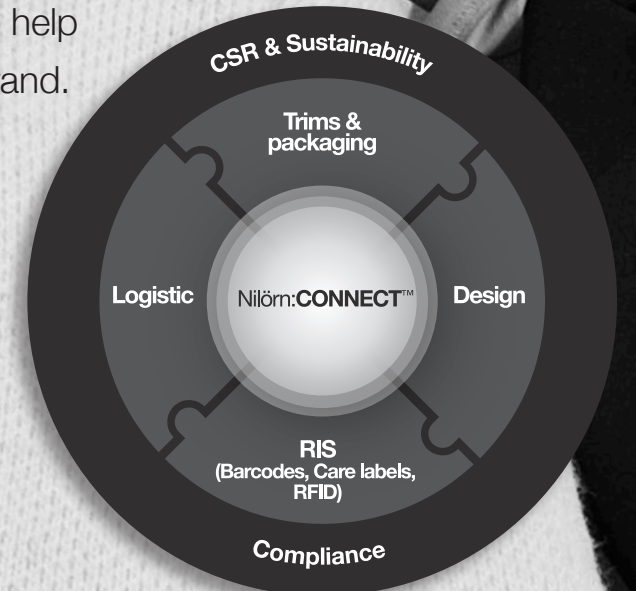 help
and.
CSR & Sustainability
Trims &
packaging
Logistic
Nilörn:CONNECT™
Design
RIS
(Barcodes, Care labels,
RFID)
Compliance